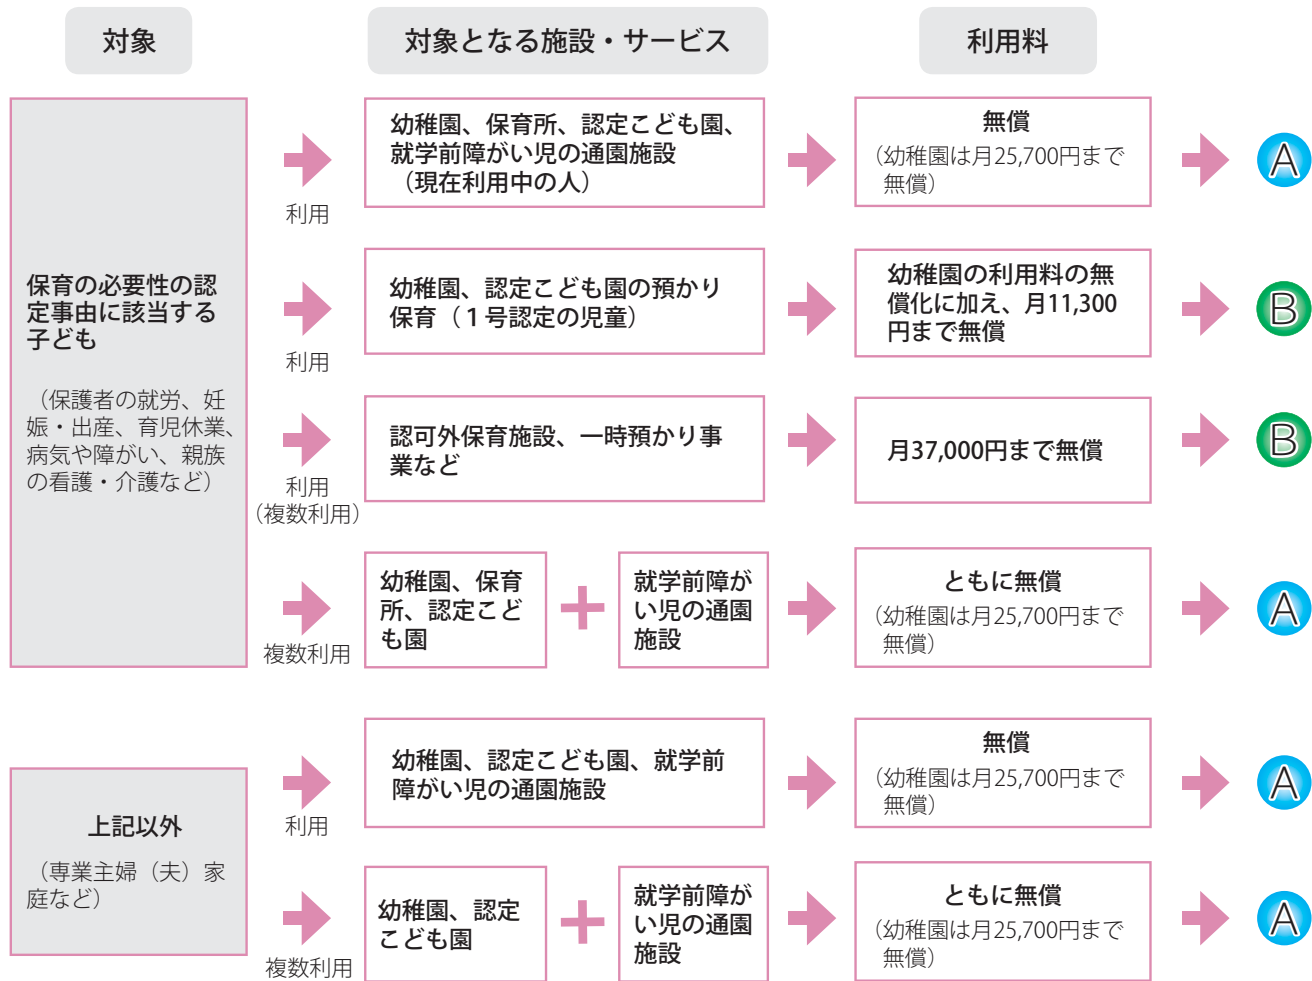 対象
対象となる施設・サービス
利用料
保育の必要性の認
定事由に該当する
子ども
（保護者の就労、妊
娠・出産、育児休業、
病気や障がい、親族
の看護・介護など）
利用
幼稚園、保育所、認定こども園、
就学前障がい児の通園施設
（現在利用中の人）
無償
（幼稚園は月25,700円まで
無償）
A
利用
幼稚園、認定こども園の預かり
保育（１号認定の児童）
幼稚園の利用料の無
償化に加え、月11,300
円まで無償
B
利用
（複数利用）
認可外保育施設、一時預かり事
業など
月37,000円まで無償
B
複数利用
幼稚園、保育
所、認定こど
も園
＋
就学前障が
い児の通園
施設
ともに無償
（幼稚園は月25,700円まで
無償）
A
上記以外
（専業主婦（夫）家
庭など）
利用
幼稚園、認定こども園、就学前
障がい児の通園施設
無償
（幼稚園は月25,700円まで
無償）
A
複数利用
幼稚園、認定
こども園
＋
就学前障が
い児の通園
施設
ともに無償
（幼稚園は月25,700円まで
無償）
A